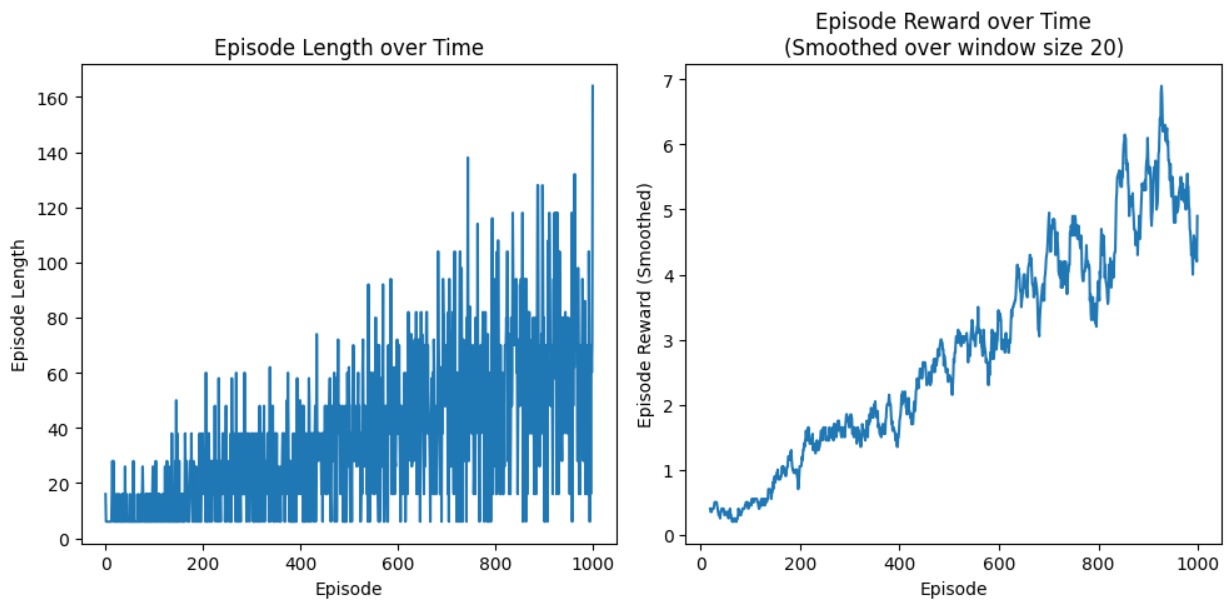 Episode Length over Time
160
140
120
100
80
60
40
20
0
Episode Length
0 200 400 600 800 1000
Episode
Episode Reward over Time
(Smoothed over window size 20)
7
6
5
4
3
2
1
0
Episode Reward (Smoothed)
0 200 400 600 800 1000
Episode